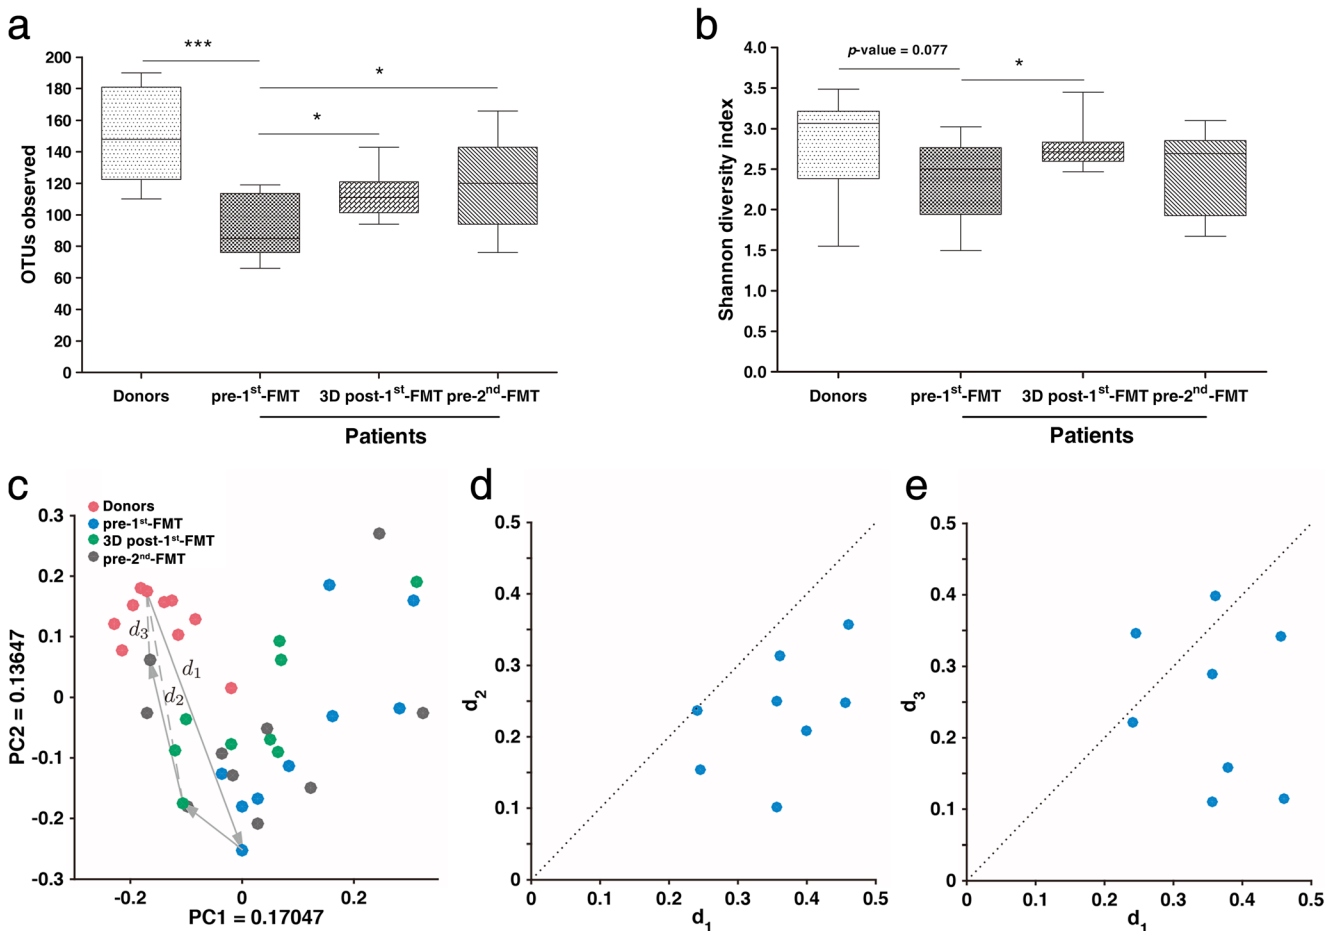 a
200
180
160
140
120
100
80
60
40
20
0
OTUs observed
***
*
*
Donors
pre-1st-FMT
3D post-1st-FMT
pre-2nd-FMT
Patients
b
4.0
3.5
3.0
2.5
2.0
1.5
1.0
0.5
0.0
Shannon diversity index
p-value = 0.077
*
Donors
pre-1st-FMT
3D post-1st-FMT
pre-2nd-FMT
Patients
c
Donors
pre-1st-FMT
3D post-1st-FMT
pre-2nd-FMT
0.3
0.2
0.1
0
-0.1
-0.2
-0.3
PC2 = 0.13647
d3
d1
d2
-0.2
0
0.2
PC1 = 0.17047
d
0.5
0.4
0.3
0.2
0.1
0
d2
0
0.1
0.2
0.3
0.4
0.5
d1
e
0.5
0.4
0.3
0.2
0.1
0
d3
0
0.1
0.2
0.3
0.4
0.5
d1